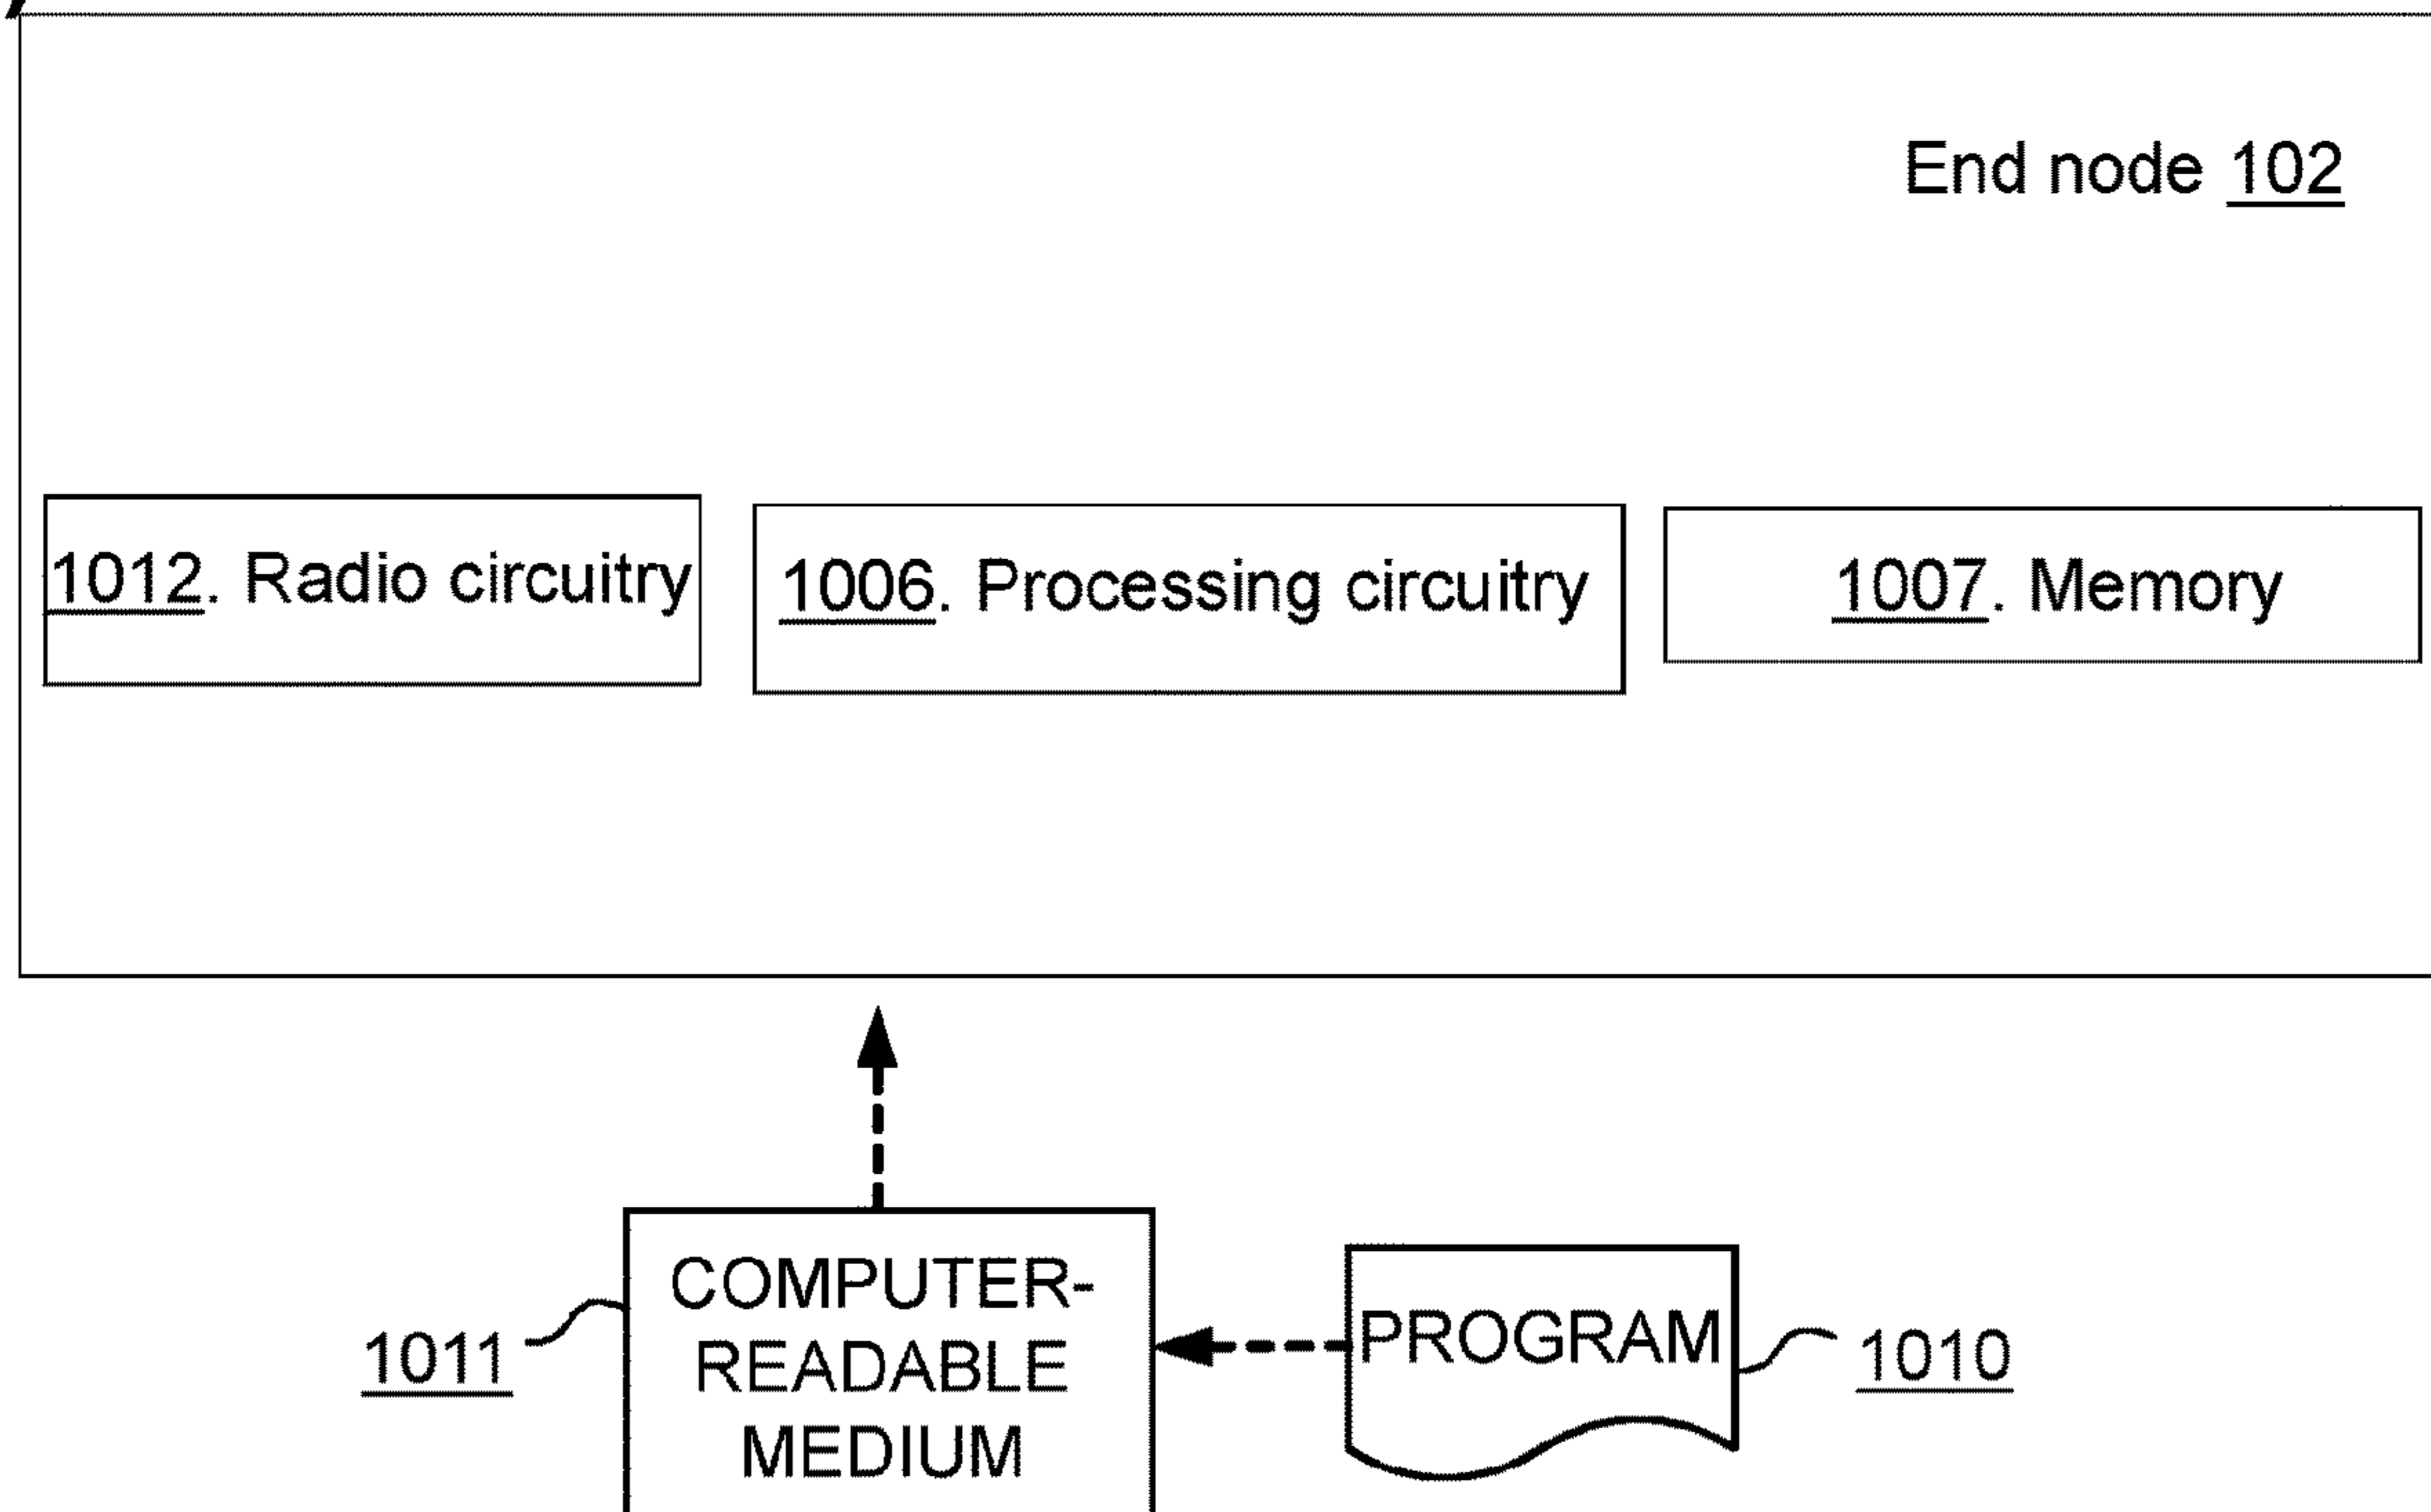 End node 102
1012. Radio circuitry
1006. Processing circuitry
1007. Memory
COMPUTER-
READABLE
MEDIUM
1011
PROGRAM
1010